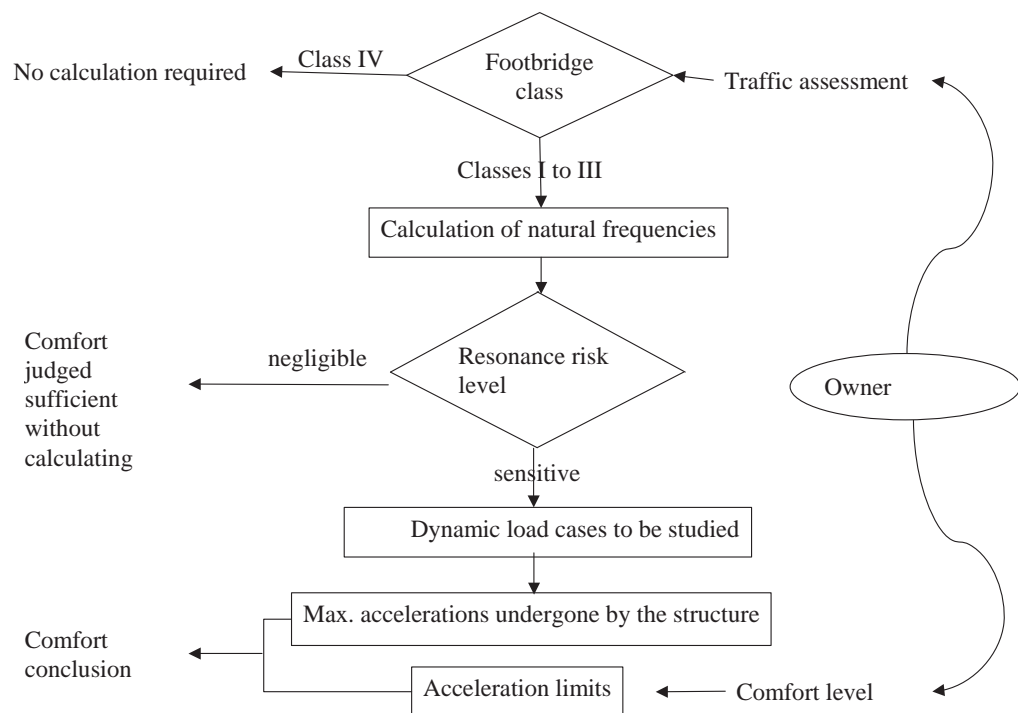 No calculation required
Class IV
Footbridge
class
Traffic assessment
Classes I to III
Calculation of natural frequencies
Comfort
judged
sufficient
without
calculating
negligible
Resonance risk
level
Owner
sensitive
Dynamic load cases to be studied
Max. accelerations undergone by the structure
Comfort
conclusion
Acceleration limits
Comfort level